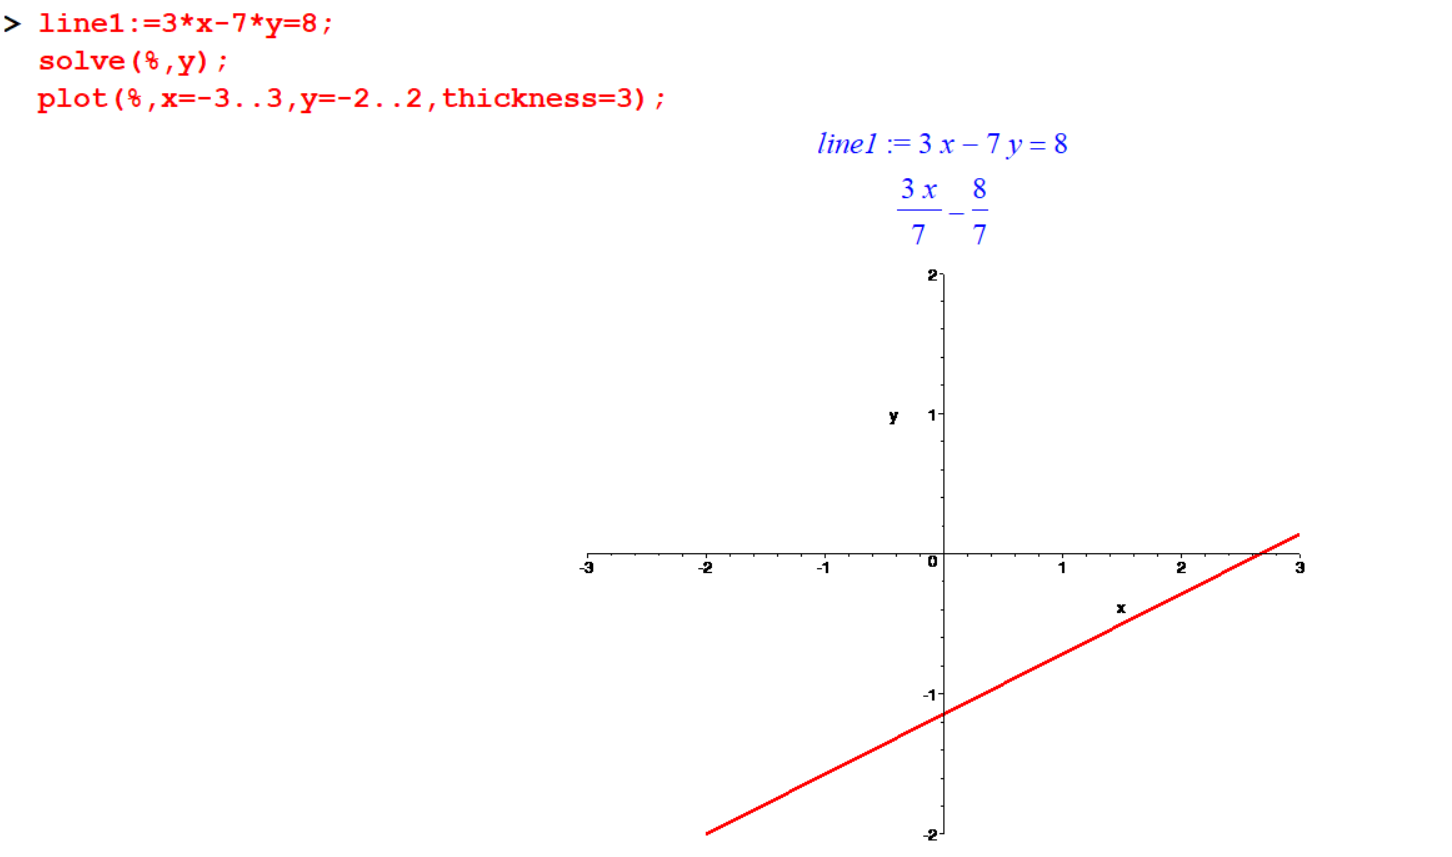 > line1:=3*x-7*y=8;
solve(%,y);
plot(%,x=-3..3,y=-2..2,thickness=3);
line1 := 3 x − 7 y = 8
3 x
7
−
8
7
2
y
1
-3
-2
-1
0
1
2
3
x
-1
-2